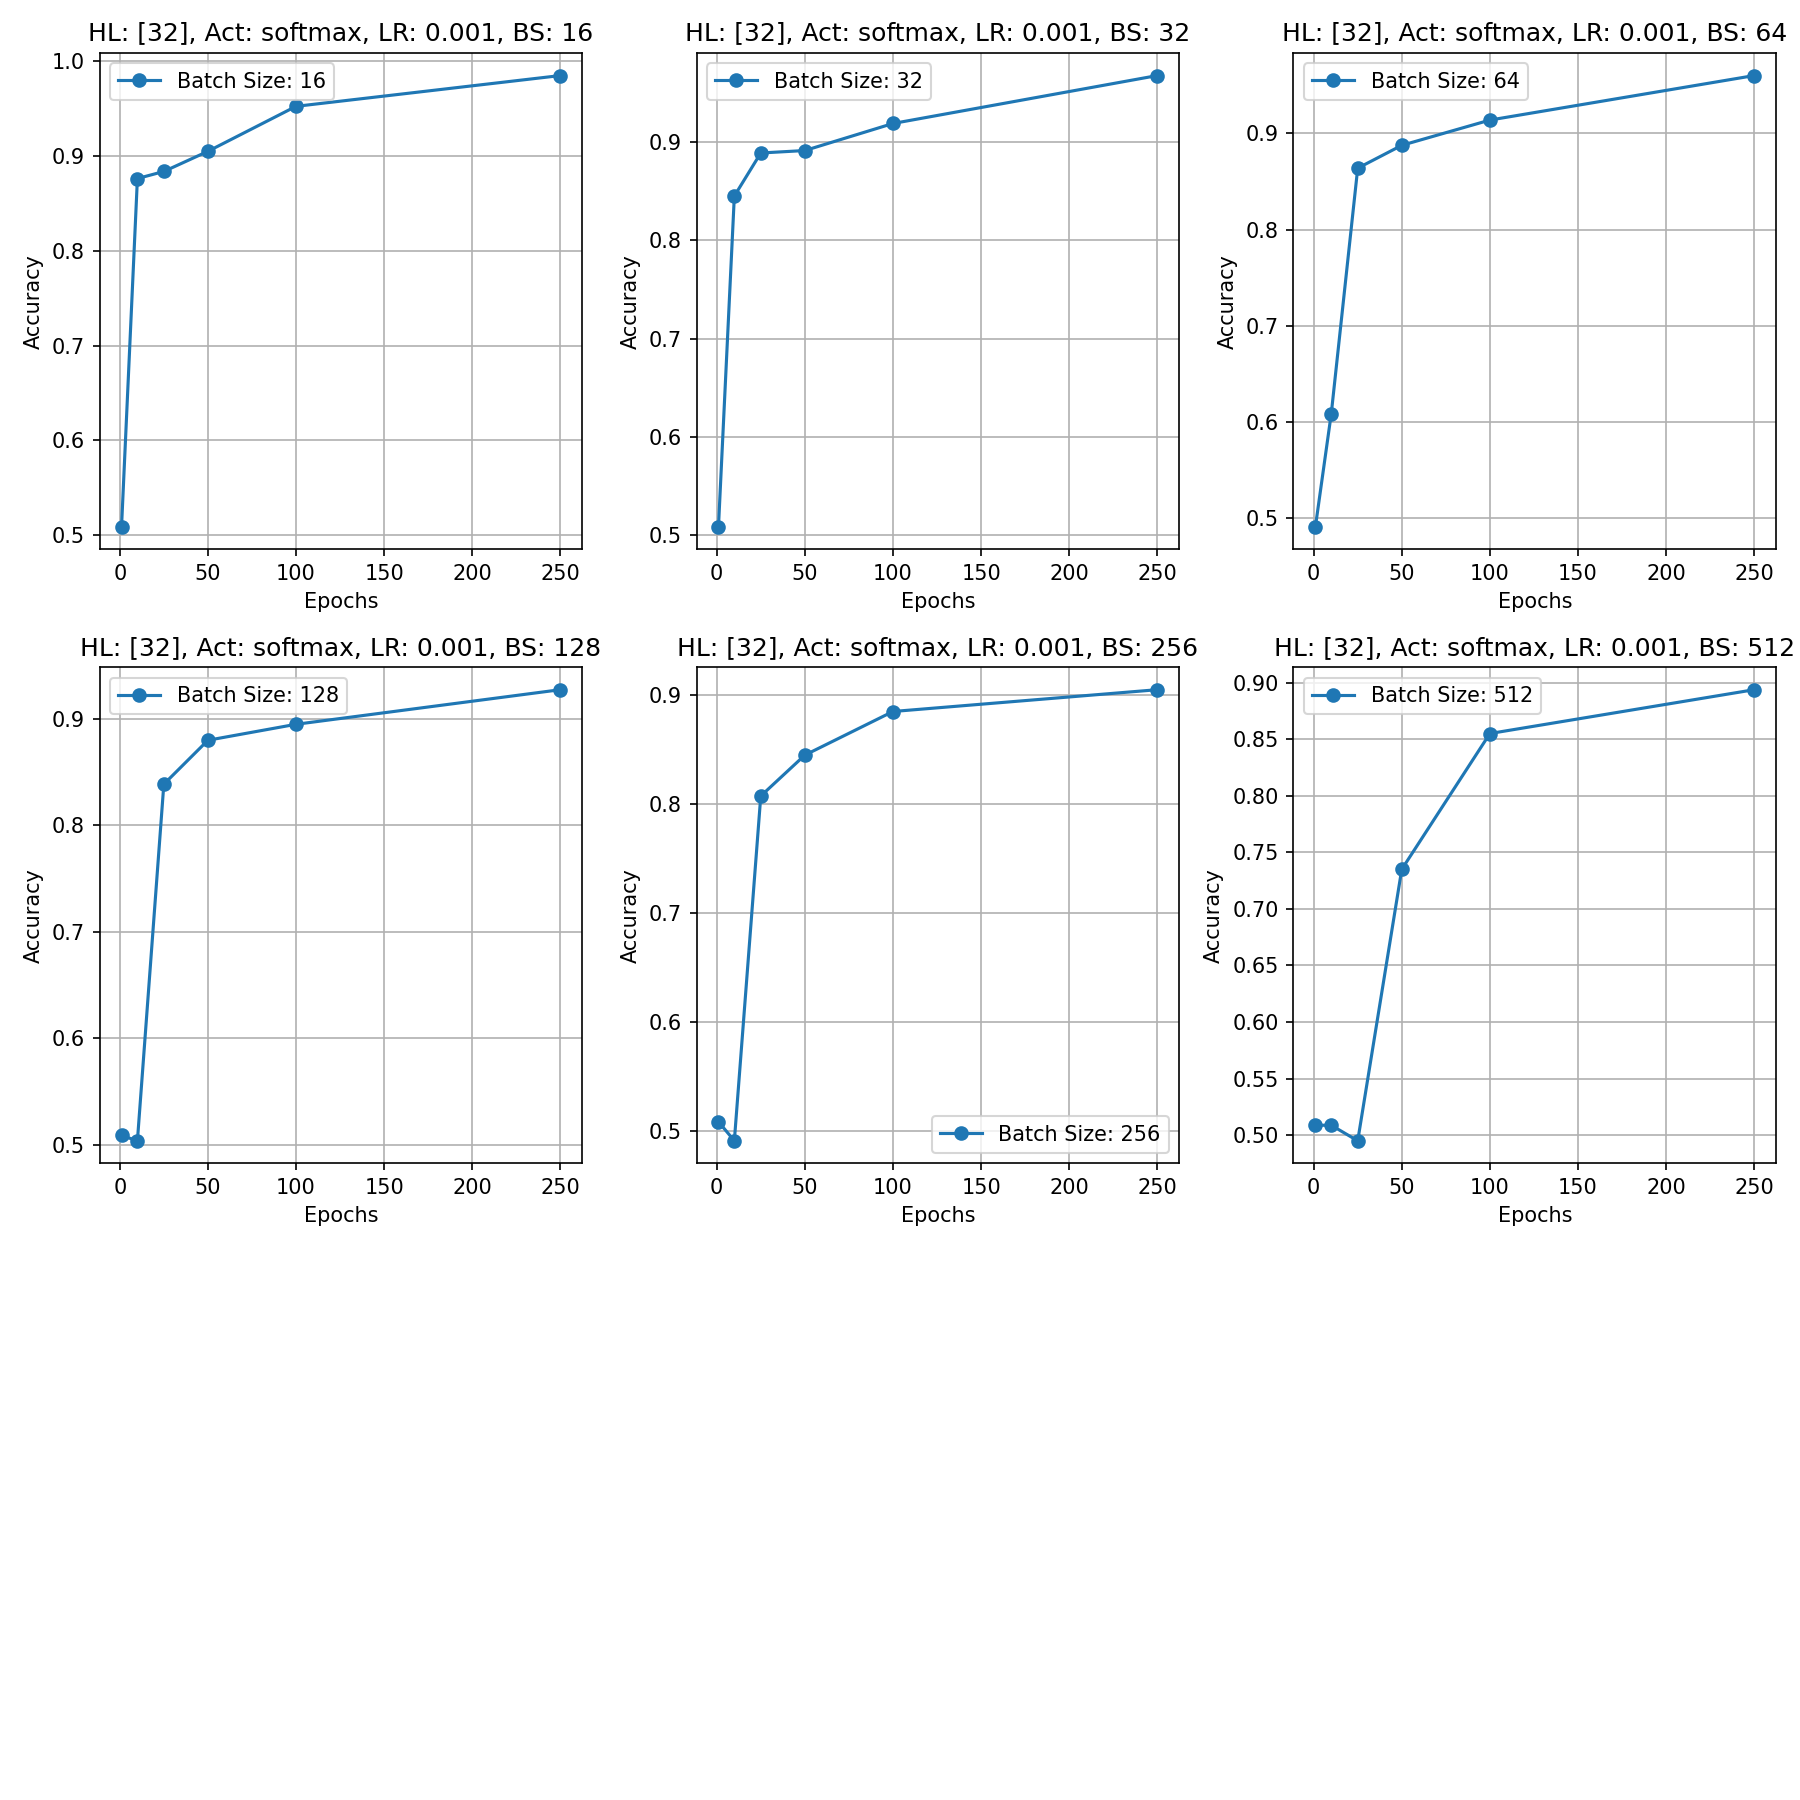 HL: [32], Act: softmax, LR: 0.001, BS: 16
Batch Size: 16
Accuracy
1.0
0.9
0.8
0.7
0.6
0.5
0 50 100 150 200 250
Epochs
HL: [32], Act: softmax, LR: 0.001, BS: 32
Batch Size: 32
Accuracy
0.9
0.8
0.7
0.6
0.5
0 50 100 150 200 250
Epochs
HL: [32], Act: softmax, LR: 0.001, BS: 64
Batch Size: 64
Accuracy
0.9
0.8
0.7
0.6
0.5
0 50 100 150 200 250
Epochs
HL: [32], Act: softmax, LR: 0.001, BS: 128
Batch Size: 128
Accuracy
0.9
0.8
0.7
0.6
0.5
0 50 100 150 200 250
Epochs
HL: [32], Act: softmax, LR: 0.001, BS: 256
Accuracy
0.9
0.8
0.7
0.6
0.5
Batch Size: 256
0 50 100 150 200 250
Epochs
HL: [32], Act: softmax, LR: 0.001, BS: 512
Batch Size: 512
Accuracy
0.90
0.85
0.80
0.75
0.70
0.65
0.60
0.55
0.50
0 50 100 150 200 250
Epochs